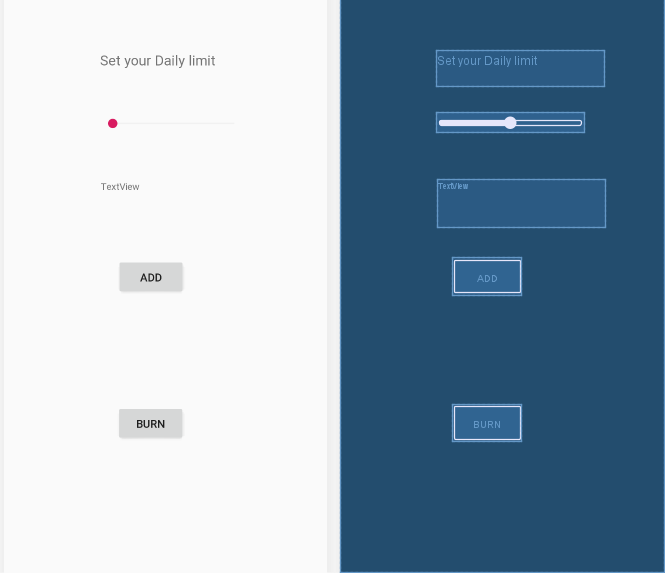 Set your Daily limit
TextView
ADD
BURN
Set your Daily limit
TextView
ADD
BURN